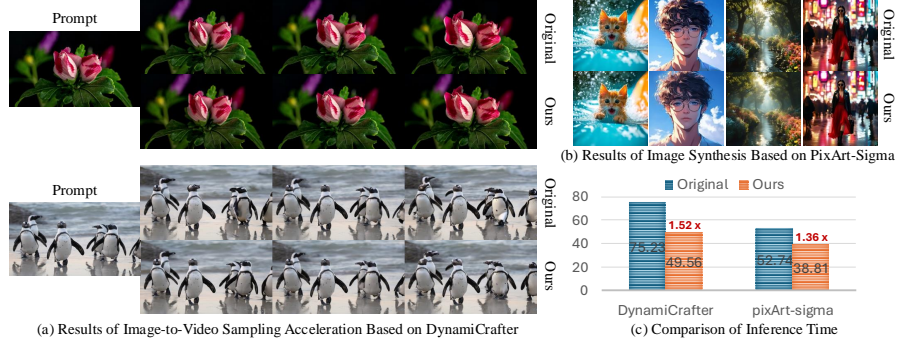 Prompt
Original
Ours
Prompt
Original
Ours
(a) Results of Image-to-Video Sampling Acceleration Based on DynamiCrafter
Original
Ours
(b) Results of Image Synthesis Based on PixArt-Sigma
Original Ours
80
60
40
20
0
1.52 x
75.23
49.56
1.36 x
52.74
38.81
DynamiCrafter pixArt-sigma
(c) Comparison of Inference Time